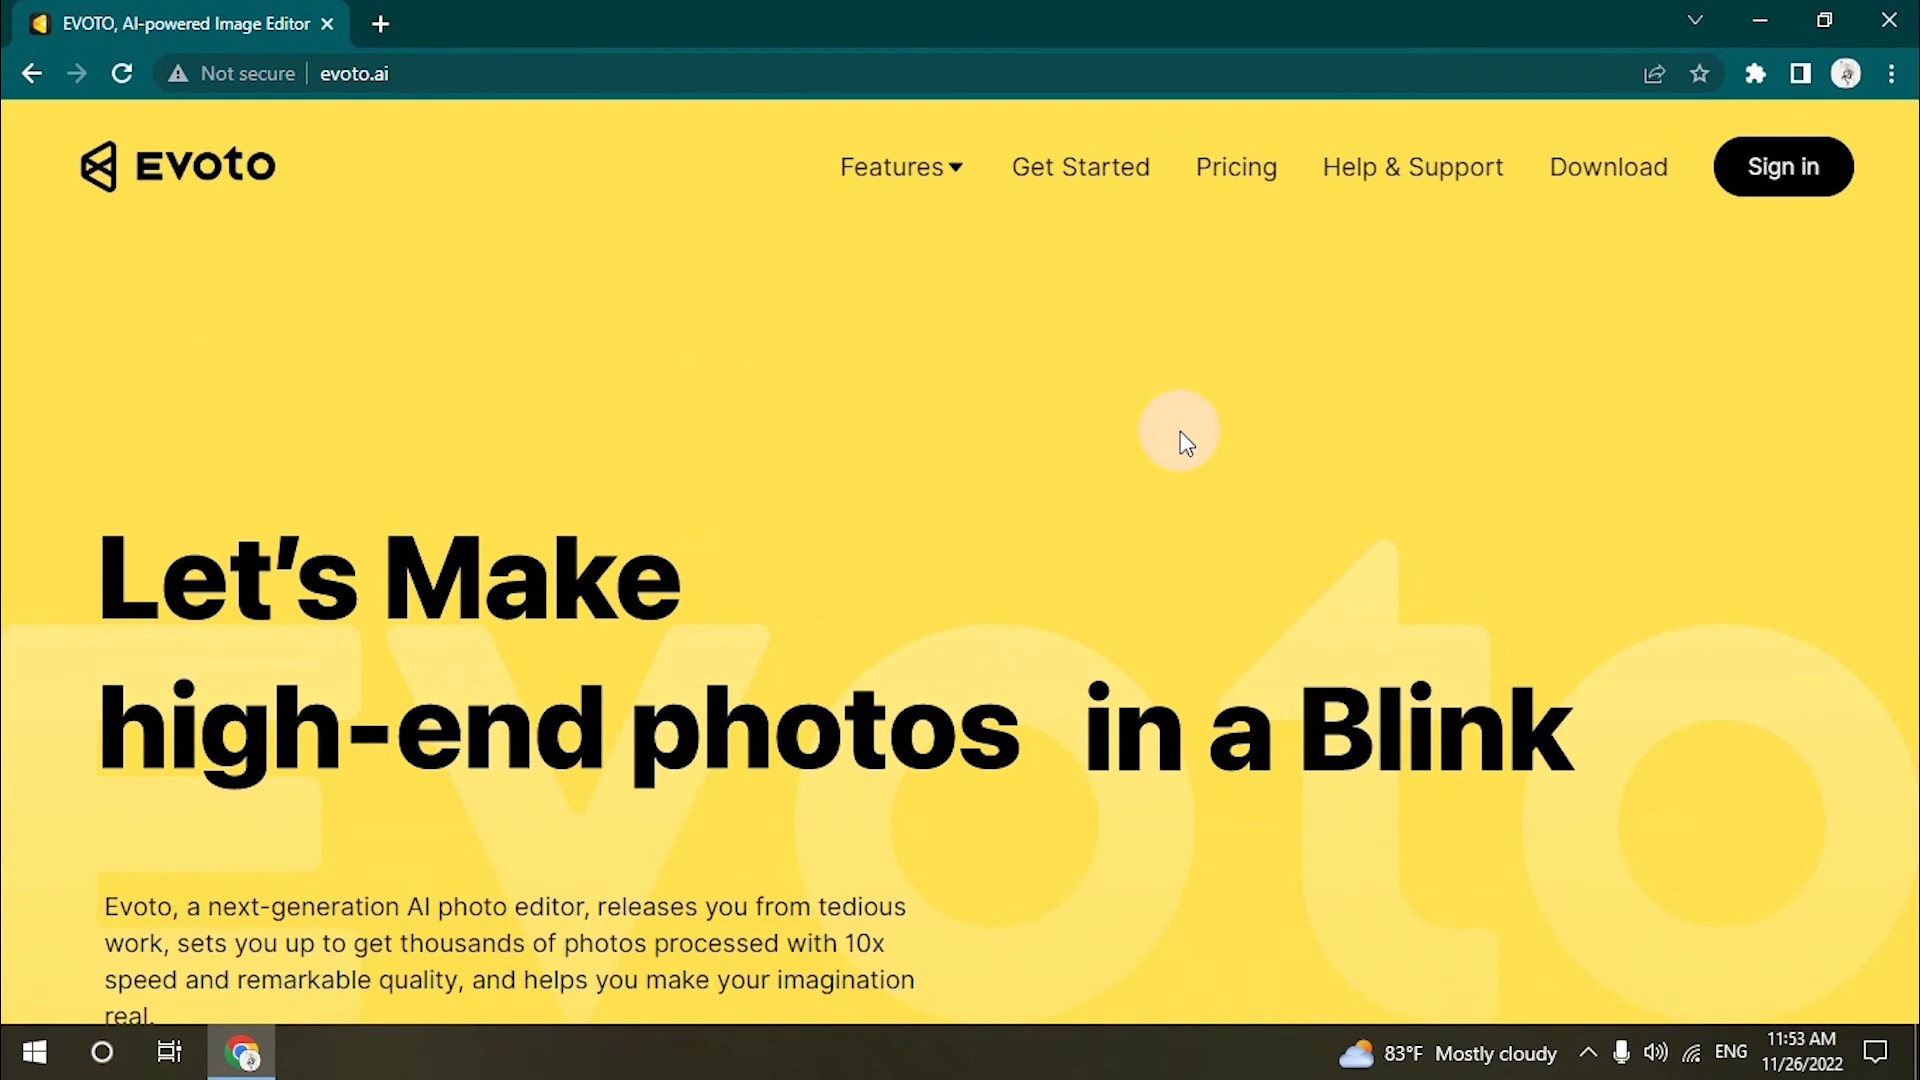 EVOTO, AI-powered Image Editor
Not secure
evoto.ai
EVOTO
Features
Get Started
Pricing
Help & Support
Download
Sign in
Let's Make
high-end photos in a Blink
Evoto
Evoto, a next-generation AI photo editor, releases you from tedious
work, sets you up to get thousands of photos processed with 10x
speed and remarkable quality, and helps you make your imagination
real.
83°F Mostly cloudy
ENG
11:53 AM
11/26/2022